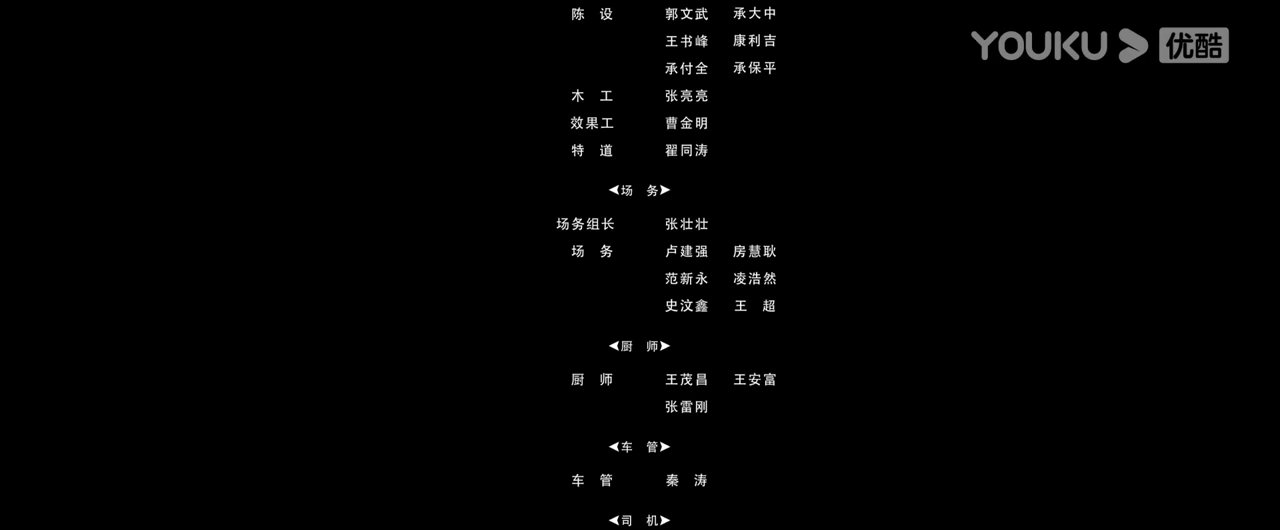 陈 设 郭文武 承大中
YOUKU 优酷
王书峰 康利吉
承付全 承保平
木 工 张亮亮
效果工 曹金明
特 道 翟同涛
场 务
场务组长 张壮壮
场 务 卢建强 房慧耿
范新永 凌浩然
史汶鑫 王 超
厨 师
厨 师 王茂昌 王安富
张雷刚
车 管
车 管 秦 涛
司 机